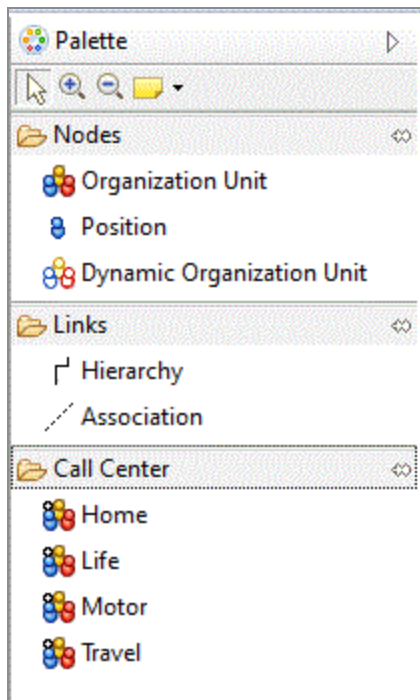 Palette
Nodes
Organization Unit
Position
Dynamic Organization Unit
Links
Hierarchy
Association
Call Center
Home
Life
Motor
Travel